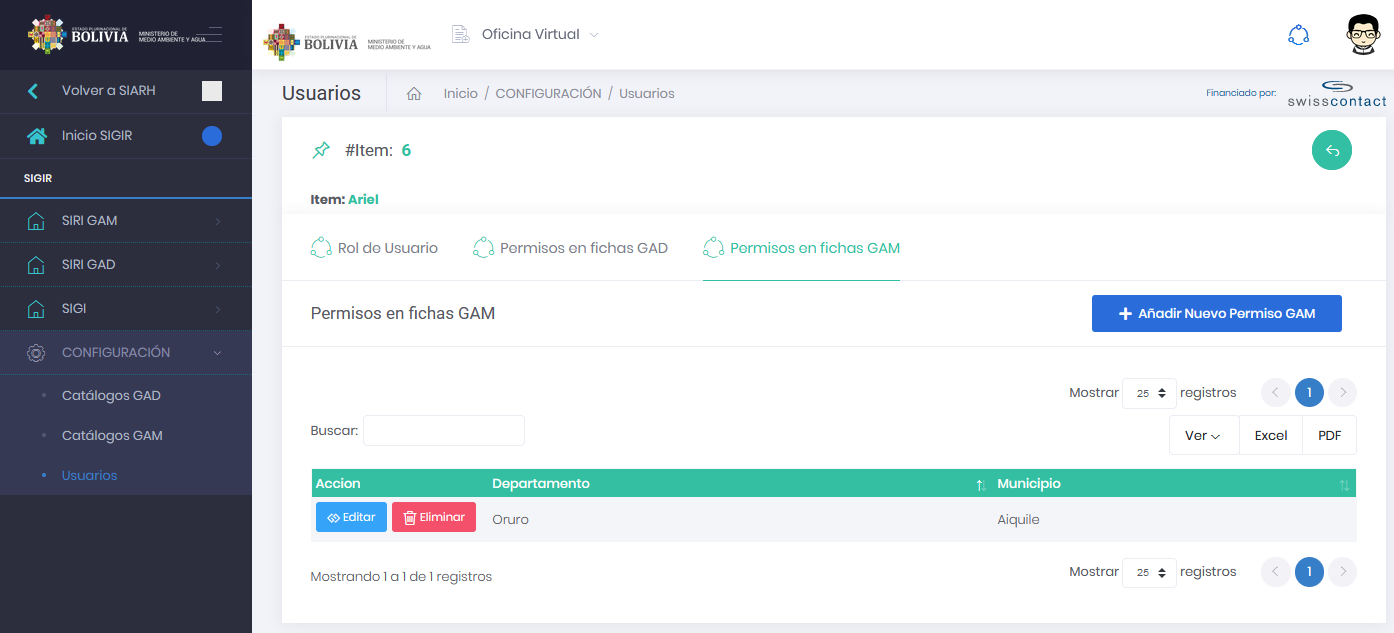 ESTADO PLURINACIONAL DE
BOLIVIA
MINISTERIO DE
MEDIO AMBIENTE Y AGUA
Volver a SIARH
Inicio SIGIR
SIGIR
SIRI GAM
SIRI GAD
SIGI
CONFIGURACIÓN
Catálogos GAD
Catálogos GAM
Usuarios
ESTADO PLURINACIONAL DE
BOLIVIA
MINISTERIO DE
MEDIO AMBIENTE Y AGUA
Oficina Virtual
Usuarios
Inicio / CONFIGURACIÓN / Usuarios
Financiado por:
swisscontact
#Item: 6
Item: Ariel
Rol de Usuario Permisos en fichas GAD Permisos en fichas GAM
Permisos en fichas GAM
Añadir Nuevo Permiso GAM
Mostrar 25 registros 1
Buscar:
Ver Excel PDF
Accion Departamento Municipio
Editar Eliminar Oruro Aiquile
Mostrando 1 a 1 de 1 registros
Mostrar 25 registros 1